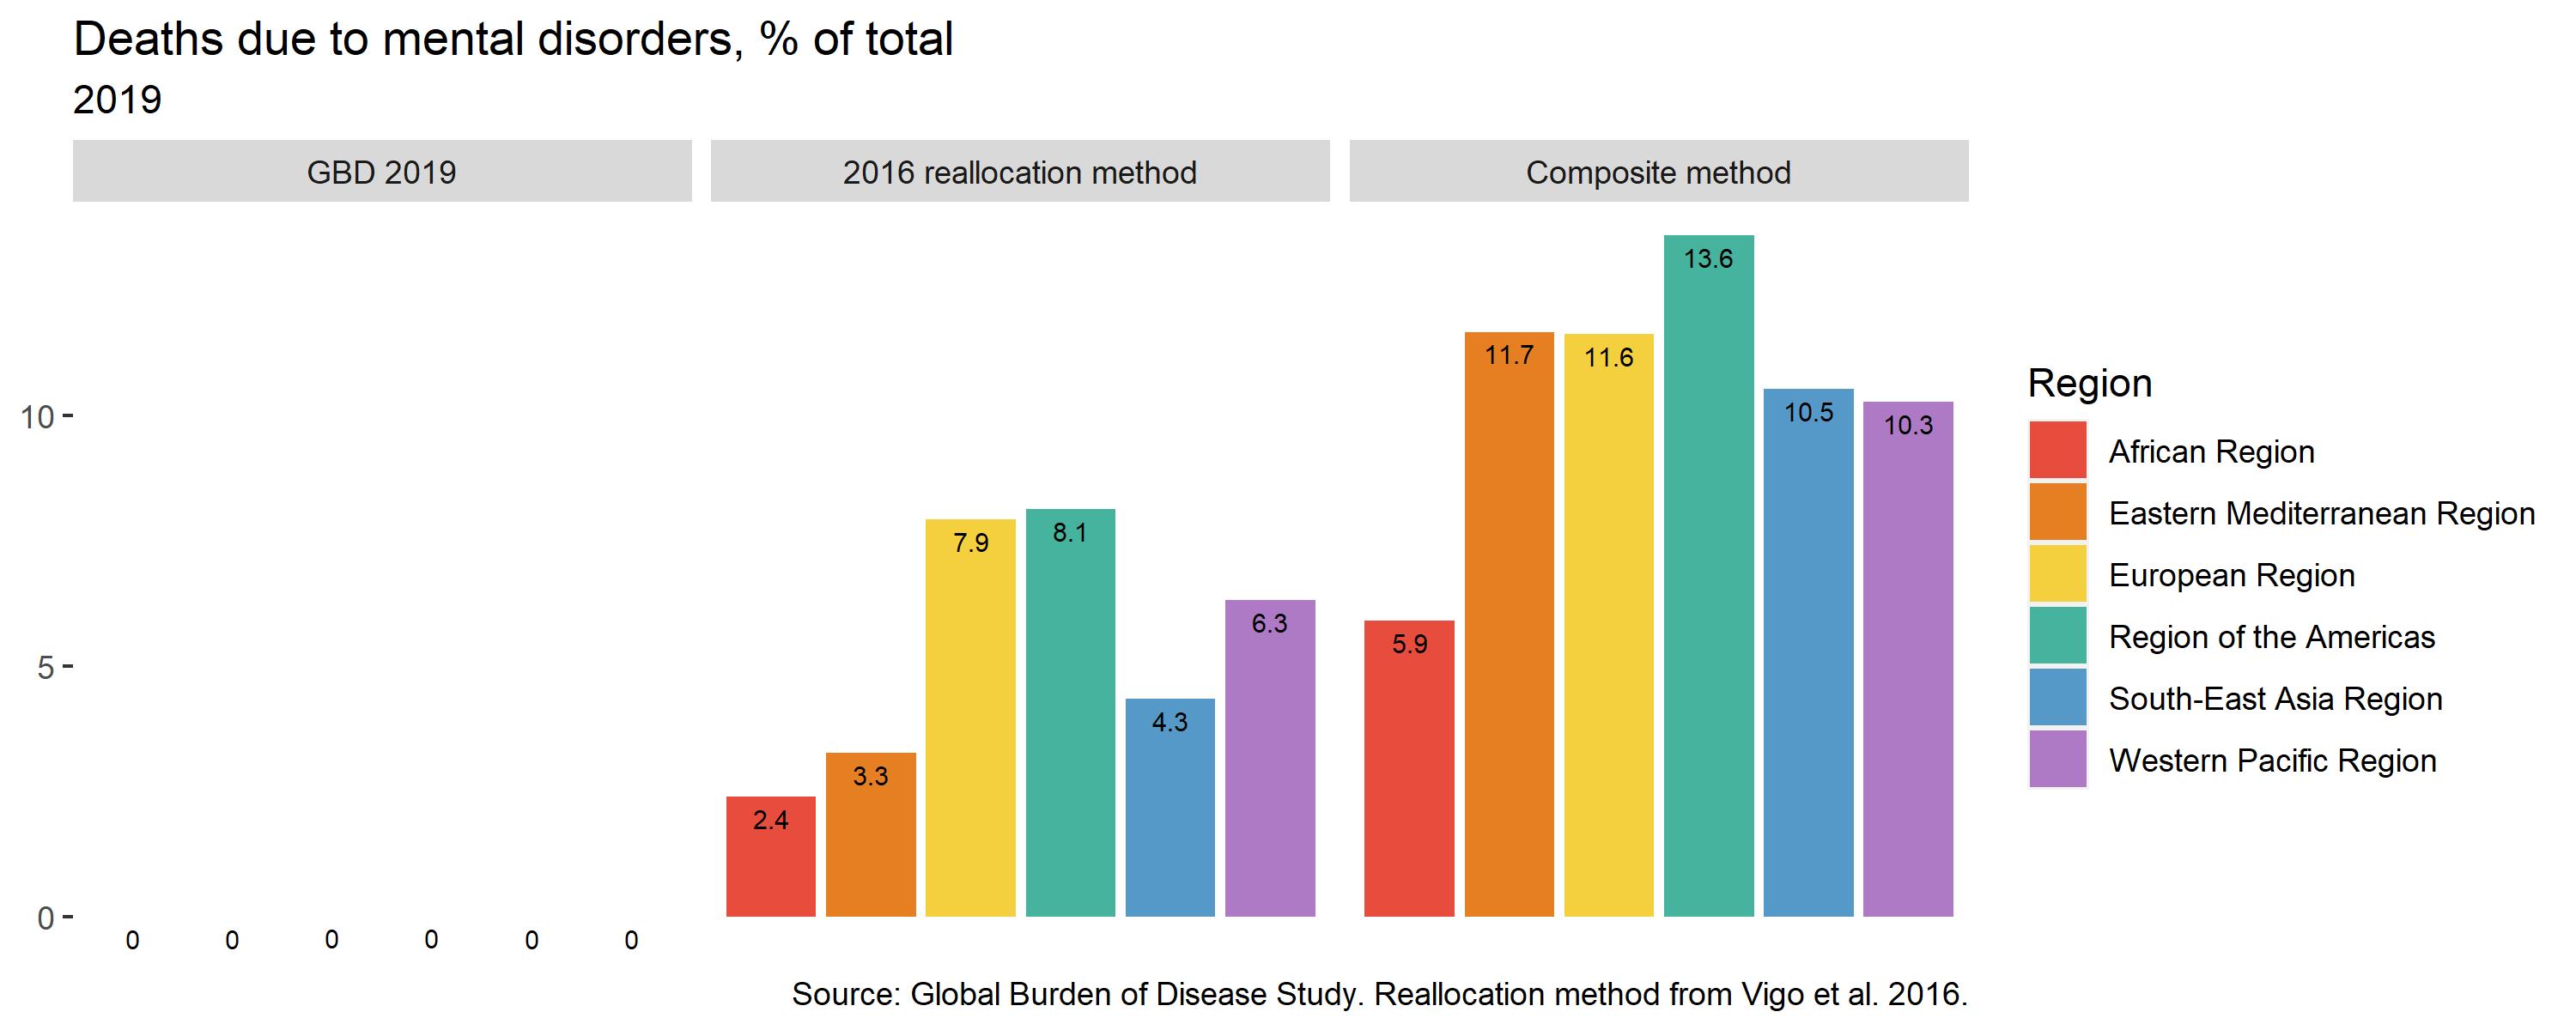 Deaths due to mental disorders, % of total
2019
GBD 2019
2016 reallocation method
Composite method
10
5
0
0 0 0 0 0 0
2.4 3.3 7.9 8.1 4.3 6.3
5.9 11.7 11.6 13.6 10.5 10.3
Region
African Region
Eastern Mediterranean Region
European Region
Region of the Americas
South-East Asia Region
Western Pacific Region
Source: Global Burden of Disease Study. Reallocation method from Vigo et al. 2016.